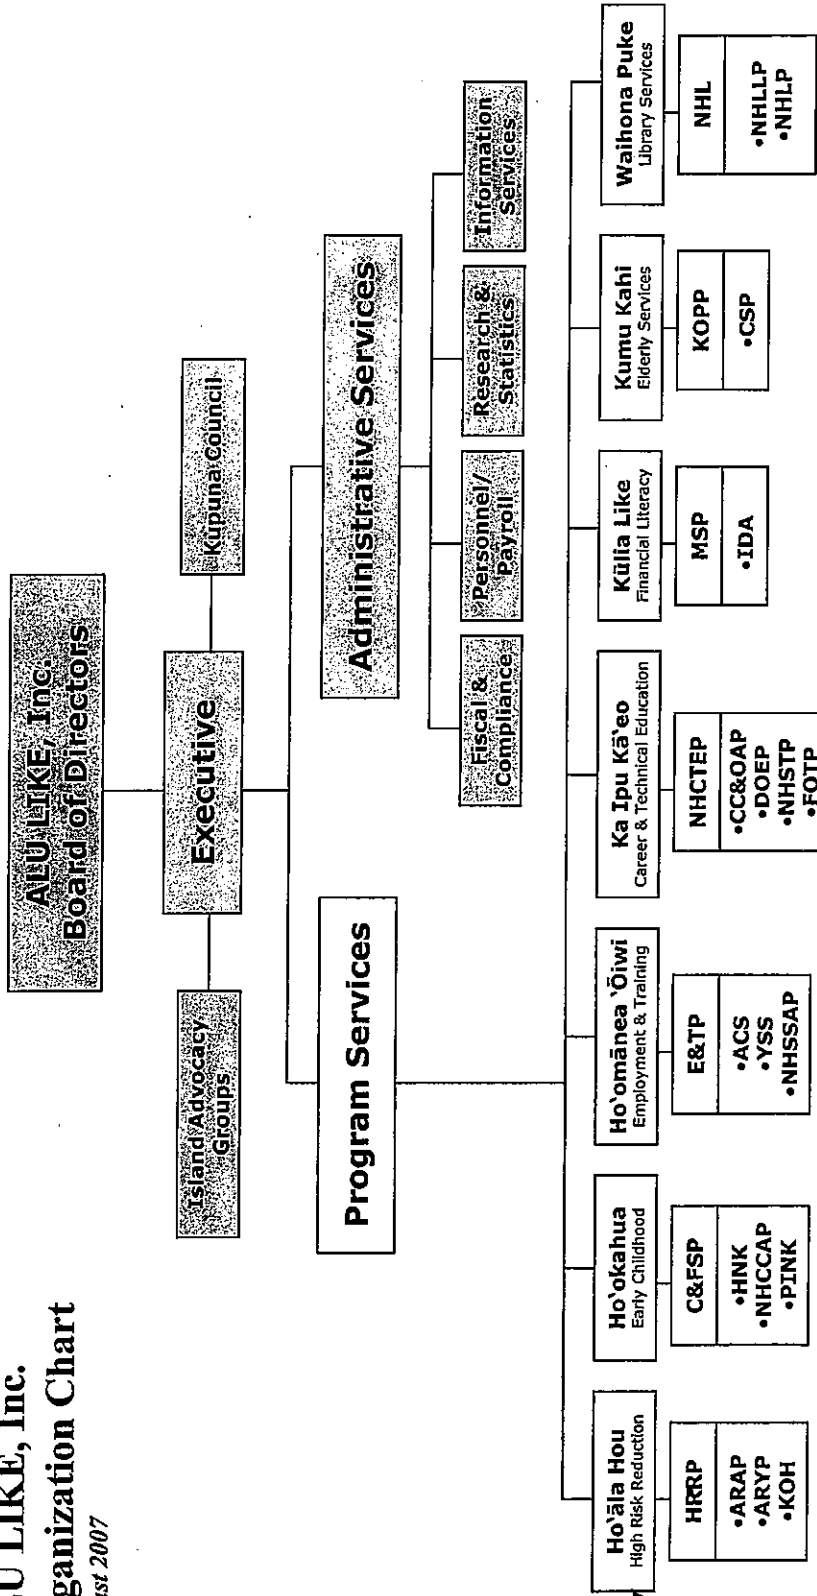 LU LIKE, Inc.
ganization Chart
ust 2007
ALU LIKE, Inc.
Board of Directors
Island Advocacy
Groups
Executive
Kupuna Council
Program Services
Administrative Services
Fiscal &
Compliance
Personnel/
Payroll
Research &
Statistics
Information
Services
Ho`āla Hou
High Risk Reduction
HRRP
•ARAP
•ARYP
•KOH
Ho`okahua
Early Childhood
C&FSP
•HNK
•NHCCAP
•PINK
Ho`omānea `Ōiwi
Employment & Training
E&TP
•ACS
•YSS
•NHSSAP
Ka Ipu Kā`eo
Career & Technical Education
NHCTEP
•CC&OAP
•DOEP
•NHSTP
•FOTP
Kūlia Like
Financial Literacy
MSP
•IDA
Kumu Kahi
Elderly Services
KOPP
•CSP
Waihona Puke
Library Services
NHL
•NHLLP
•NHLP